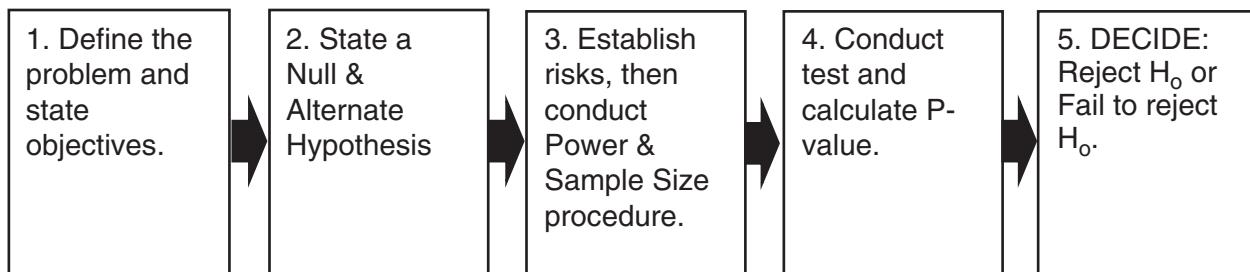 1. Define the
problem and
state
objectives.
2. State a
Null &
Alternate
Hypothesis
3. Establish
risks, then
conduct
Power &
Sample Size
procedure.
4. Conduct
test and
calculate P-
value.
5. DECIDE:
Reject Ho or
Fail to reject
Ho.